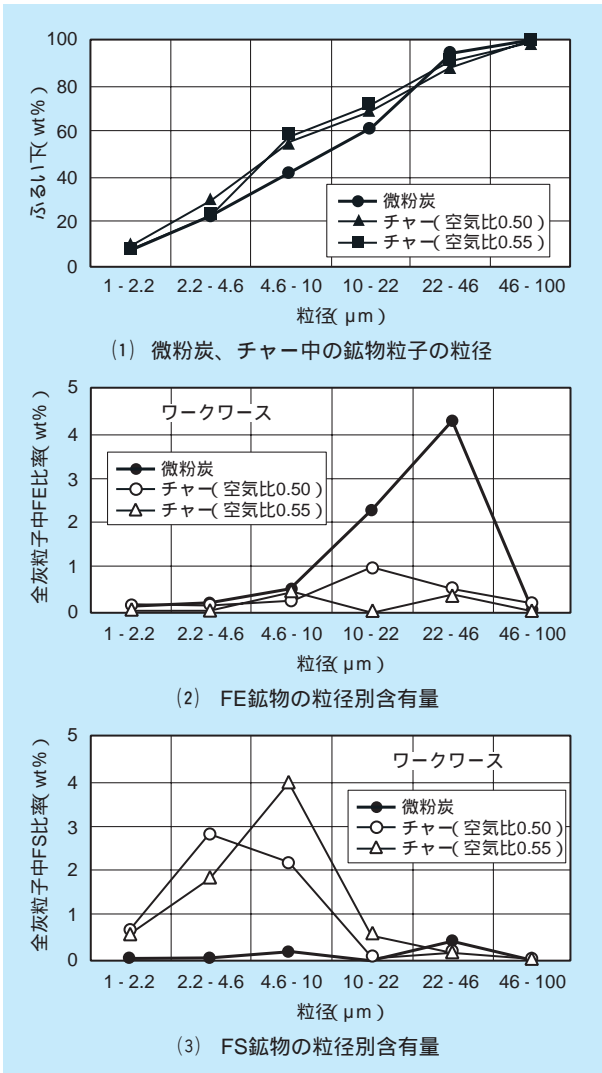 100
80
60
40
20
0
ふるい下(wt%)
微粉炭
チャー(空気比0.50)
チャー(空気比0.55)
1 - 2.2 2.2 - 4.6 4.6 - 10 10 - 22 22 - 46 46 - 100
粒径(μm)
(1) 微粉炭、チャー中の鉱物粒子の粒径
5
4
3
2
1
0
全灰粒子中FE比率(wt%)
ワークワース
微粉炭
チャー(空気比0.50)
チャー(空気比0.55)
1 - 2.2 2.2 - 4.6 4.6 - 10 10 - 22 22 - 46 46 - 100
粒径(μm)
(2) FE鉱物の粒径別含有量
5
4
3
2
1
0
全灰粒子中FS比率(wt%)
ワークワース
微粉炭
チャー(空気比0.50)
チャー(空気比0.55)
1 - 2.2 2.2 - 4.6 4.6 - 10 10 - 22 22 - 46 46 - 100
粒径(μm)
(3) FS鉱物の粒径別含有量